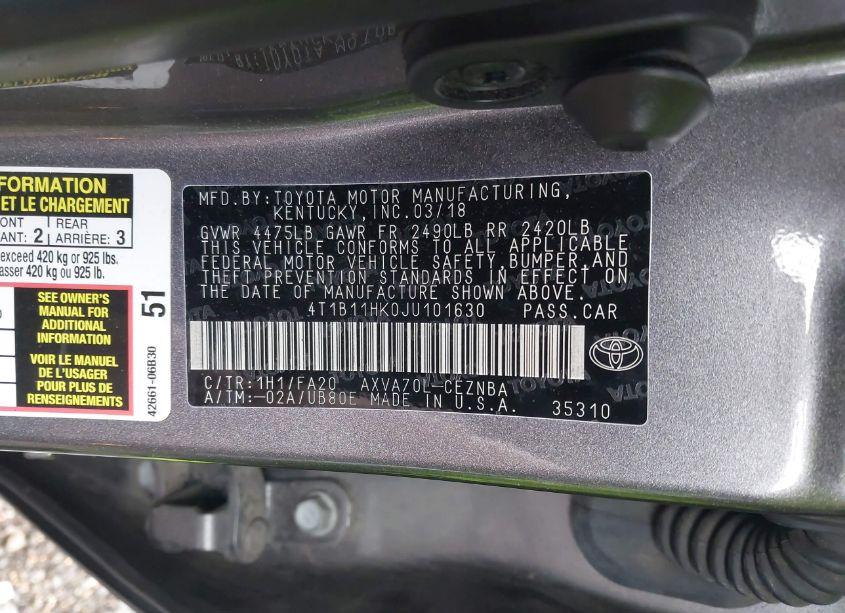 FORMATION
ET LE CHARGEMENT
ONT
REAR
ANT: 2
ARRIÈRE: 3
exceed 420 kg or 925 lbs.
asser 420 kg ou 925 lb.
SEE OWNER'S
MANUAL FOR
ADDITIONAL
INFORMATION
VOIR LE MANUEL
DE L'USAGER
POUR PLUS DE
RENSEIGNEMENTS
51
42661-06B30
MFD.BY:TOYOTA MOTOR MANUFACTURING,
KENTUCKY, INC.03/18
GVWR 4475LB GAWR FR 2490LB RR 2420LB
THIS VEHICLE CONFORMS TO ALL APPLICABLE
FEDERAL MOTOR VEHICLE SAFETY,BUMPER,AND
THEFT PREVENTION STANDARDS IN EFFECT ON
THE DATE OF MANUFACTURE SHOWN ABOVE.
4T1B11HK0JU101630 PASS.CAR
C/TR:1H1/FA20 AXVA70L-CEZNBA
A/TM:-02A/UB80E MADE IN U.S.A. 35310